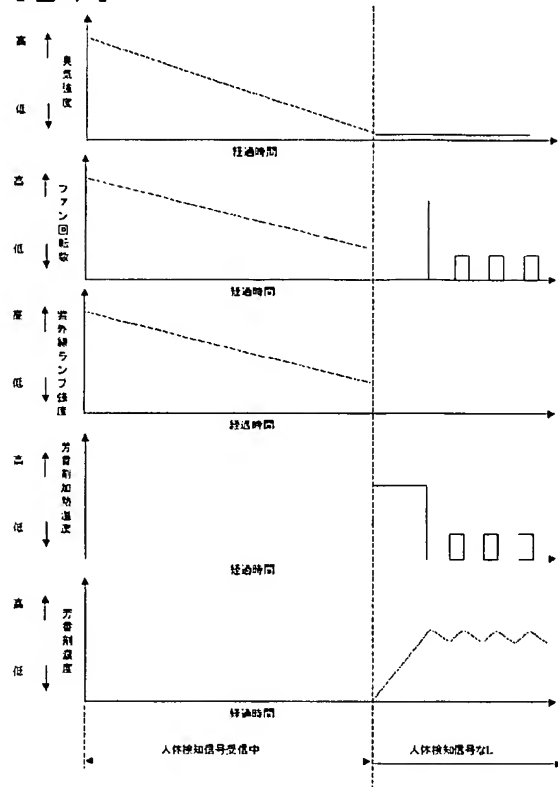 高
低
臭気強度
経過時間
高
低
ファン回転数
経過時間
低
紫外線ランプ強度
経過時間
高
低
芳香剤加熱温度
経過時間
高
低
芳香剤濃度
経過時間
人体検知信号受信中
人体検知信号なし